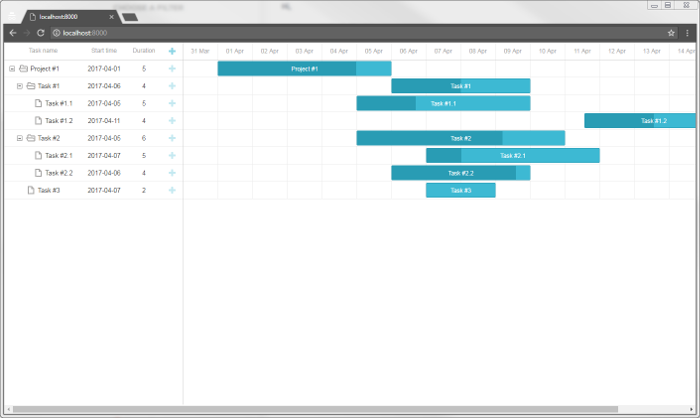 localhost:8000
localhost:8000
Task name Start time Duration 31 Mar 01 Apr 02 Apr 03 Apr 04 Apr 05 Apr 06 Apr 07 Apr 08 Apr 09 Apr 10 Apr 11 Apr 12 Apr 13 Apr 14 Apr
Project #1 2017-04-01 5 Project #1
Task #1 2017-04-06 4 Task #1
Task #1.1 2017-04-05 5 Task #1.1
Task #1.2 2017-04-11 4 Task #1.2
Task #2 2017-04-05 6 Task #2
Task #2.1 2017-04-07 5 Task #2.1
Task #2.2 2017-04-06 4 Task #2.2
Task #3 2017-04-07 2 Task #3